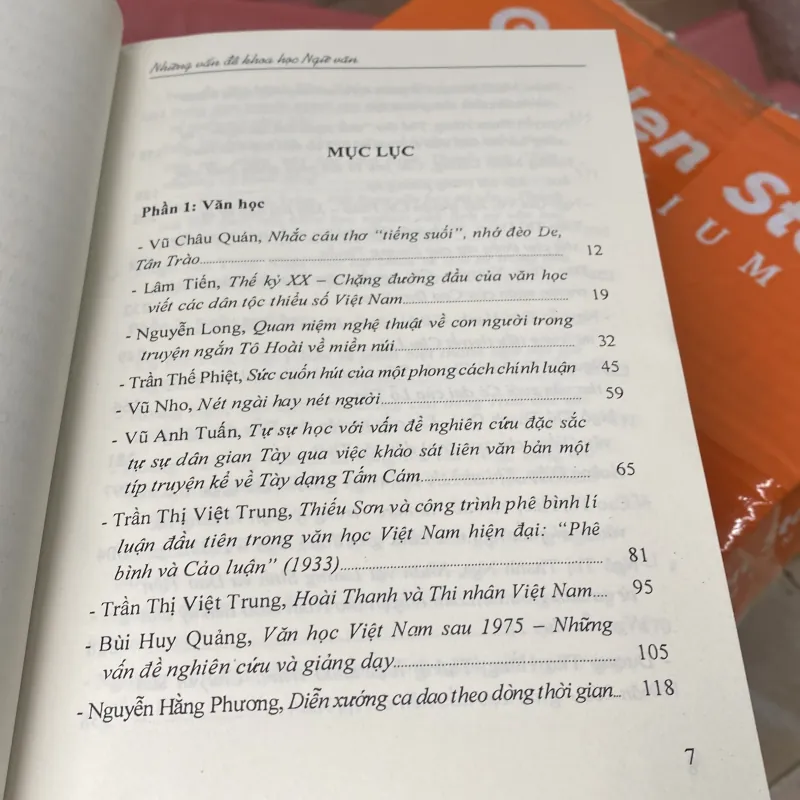 Những vấn đề khoa học Ngữ văn
MỤC LỤC
Phần 1: Văn học
- Vũ Châu Quán, Nhắc câu thơ “tiếng suối”, nhớ đèo De,
Tân Trào 12
- Lâm Tiến, Thế kỷ XX – Chặng đường đầu của văn học
viết các dân tộc thiểu số Việt Nam 19
- Nguyễn Long, Quan niệm nghệ thuật về con người trong
truyện ngắn Tô Hoài về miền núi 32
- Trần Thế Phiệt, Sức cuốn hút của một phong cách chính luận 45
- Vũ Nho, Nét ngài hay nét người 59
- Vũ Anh Tuấn, Tự sự học với vấn đề nghiên cứu đặc sắc
tự sự dân gian Tày qua việc khảo sát liên văn bản một
típ truyện kể về Tày dạng Tấm Cám 65
- Trần Thị Việt Trung, Thiếu Sơn và công trình phê bình lí
luận đầu tiên trong văn học Việt Nam hiện đại: “Phê
bình và Cảo luận” (1933) 81
- Trần Thị Việt Trung, Hoài Thanh và Thi nhân Việt Nam 95
- Bùi Huy Quảng, Văn học Việt Nam sau 1975 – Những
vấn đề nghiên cứu và giảng dạy 105
- Nguyễn Hằng Phương, Diễn xướng ca dao theo dòng thời gian 118
7